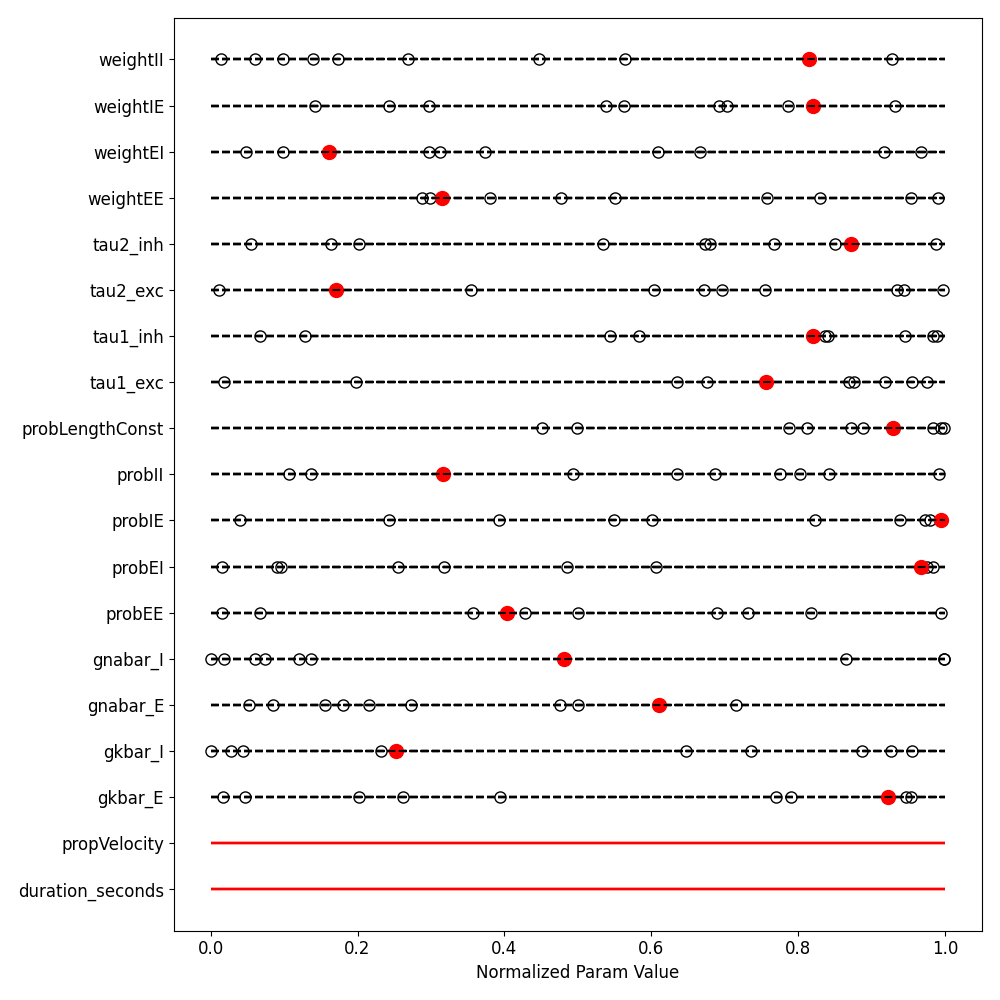 weightII
weightIE
weightEI
weightEE
tau2_inh
tau2_exc
tau1_inh
tau1_exc
probLengthConst
probII
probIE
probEI
probEE
gnabar_I
gnabar_E
gkbar_I
gkbar_E
propVelocity
duration_seconds
0.0 0.2 0.4 0.6 0.8 1.0
Normalized Param Value